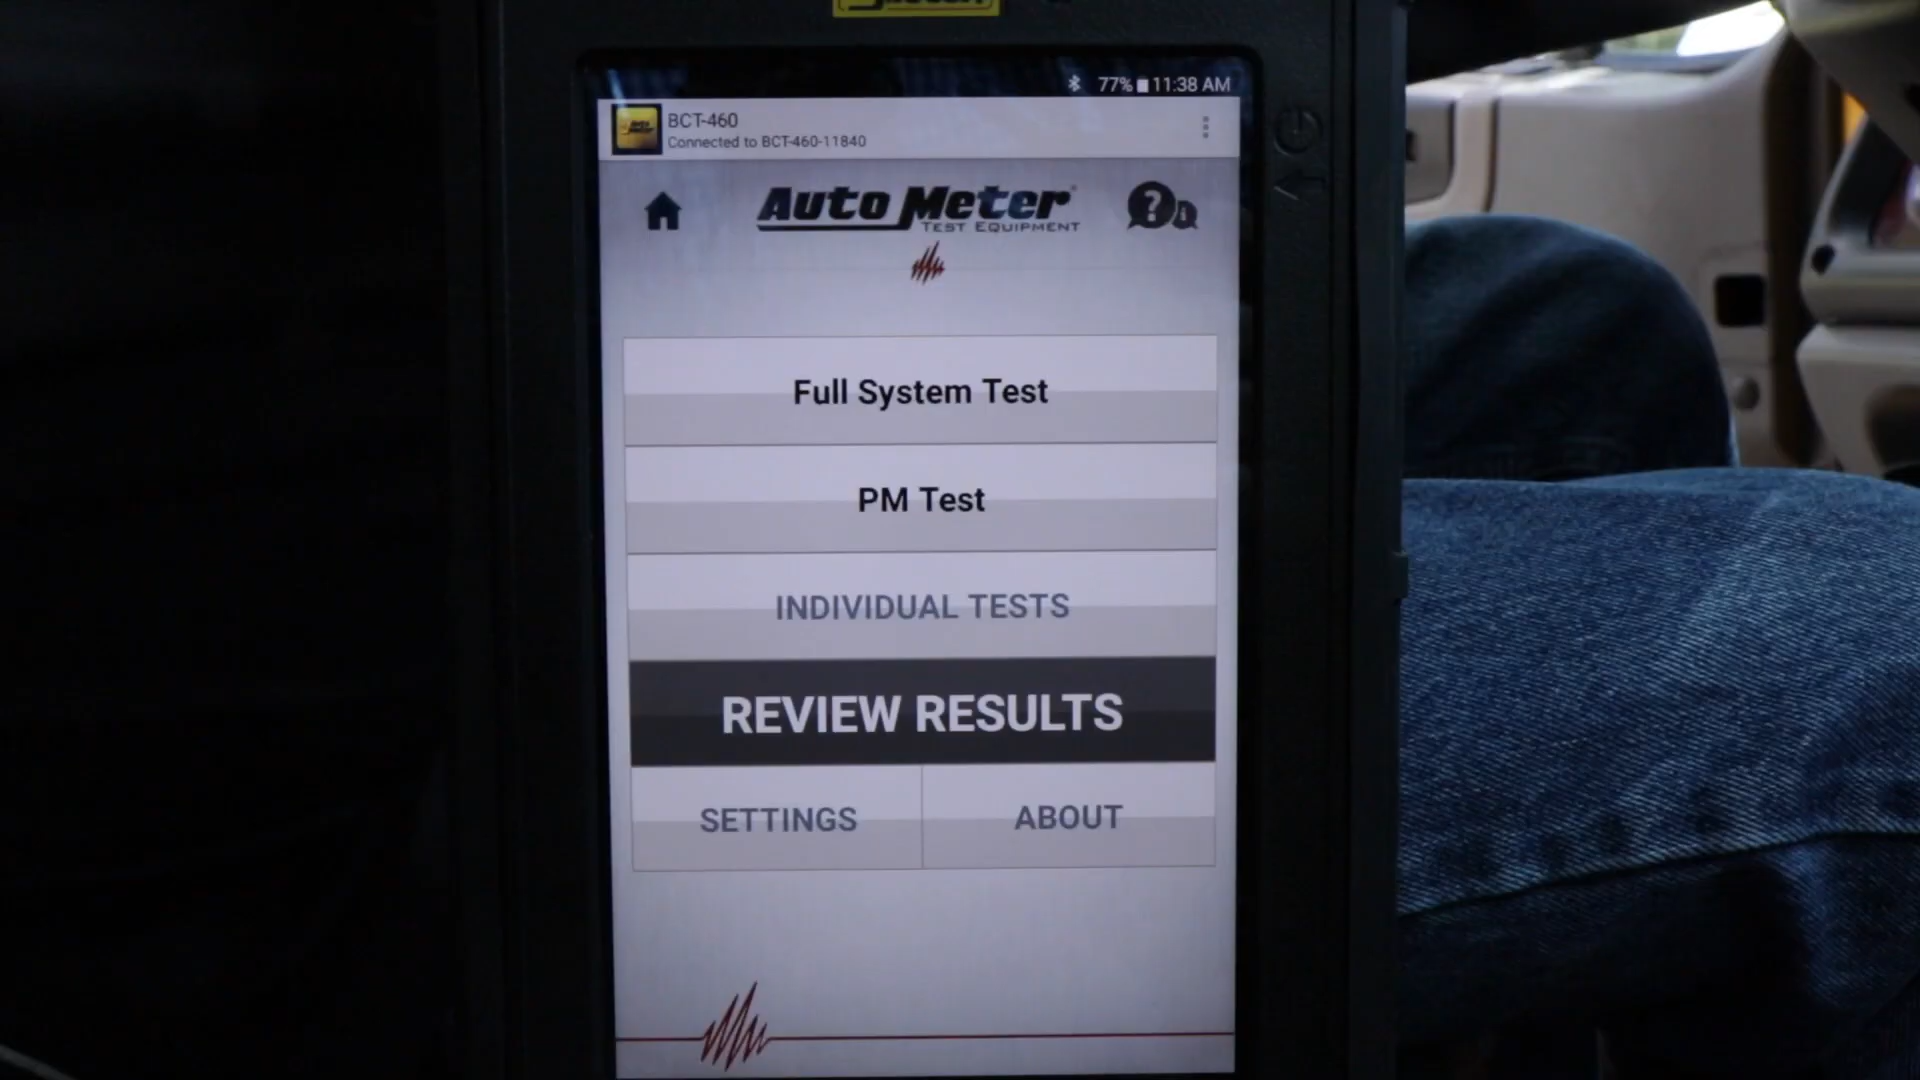 77% 11:38 AM
BCT-460
Connected to BCT-460-11840
Auto Meter
TEST EQUIPMENT
Full System Test
PM Test
INDIVIDUAL TESTS
REVIEW RESULTS
SETTINGS ABOUT